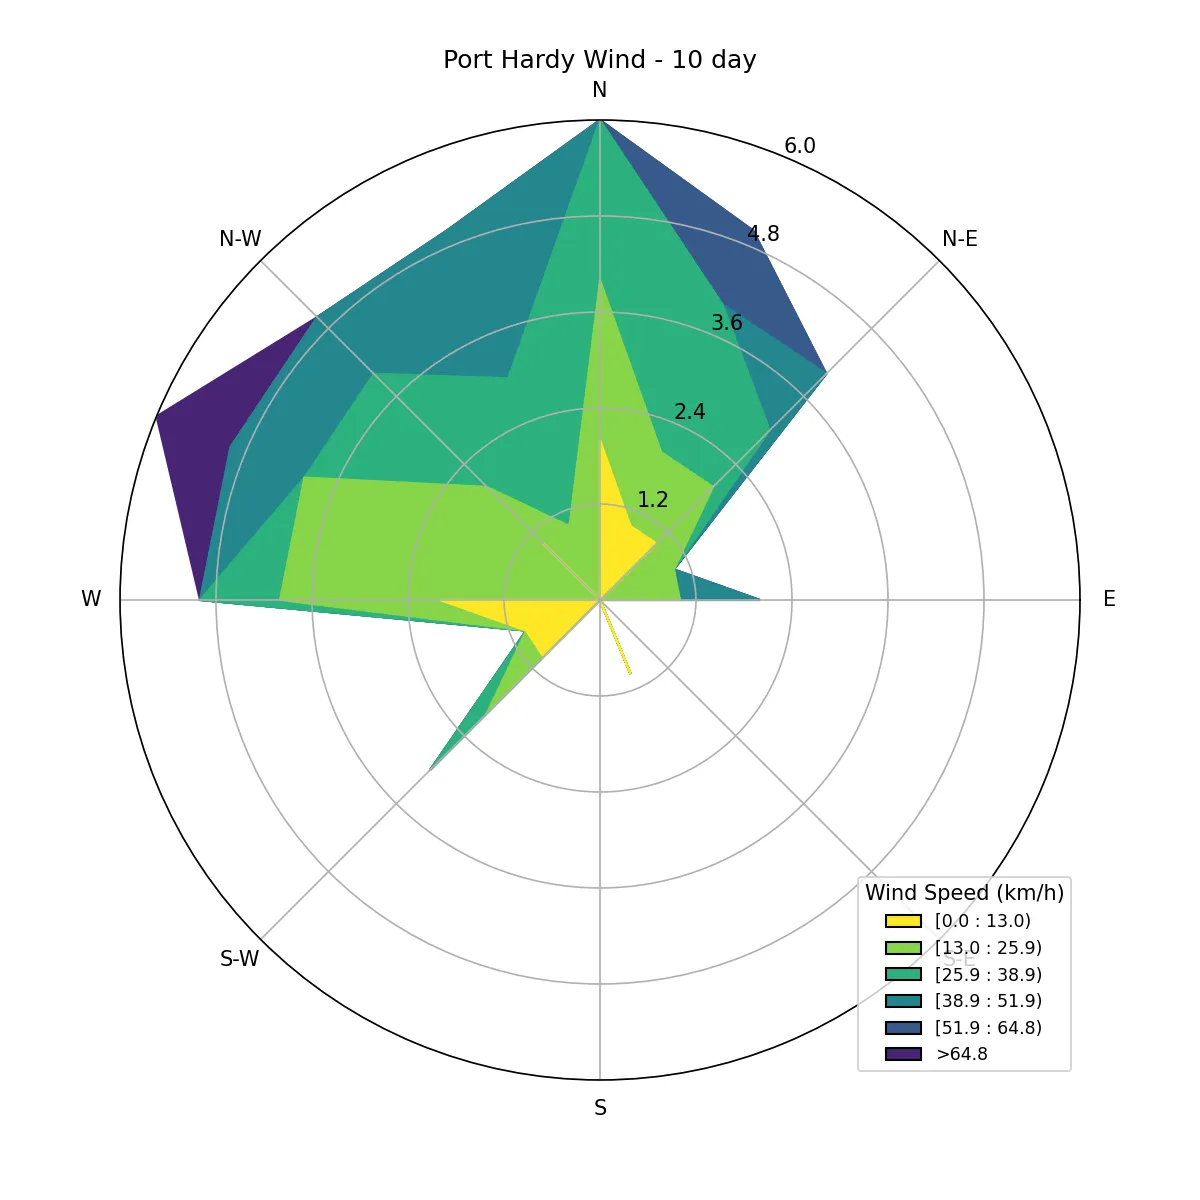 Port Hardy Wind - 10 day
N
6.0
4.8
N-W
N-E
3.6
2.4
1.2
W
E
S-W
S-E
S
Wind Speed (km/h)
[0.0 : 13.0)
[13.0 : 25.9)
[25.9 : 38.9)
[38.9 : 51.9)
[51.9 : 64.8)
>64.8